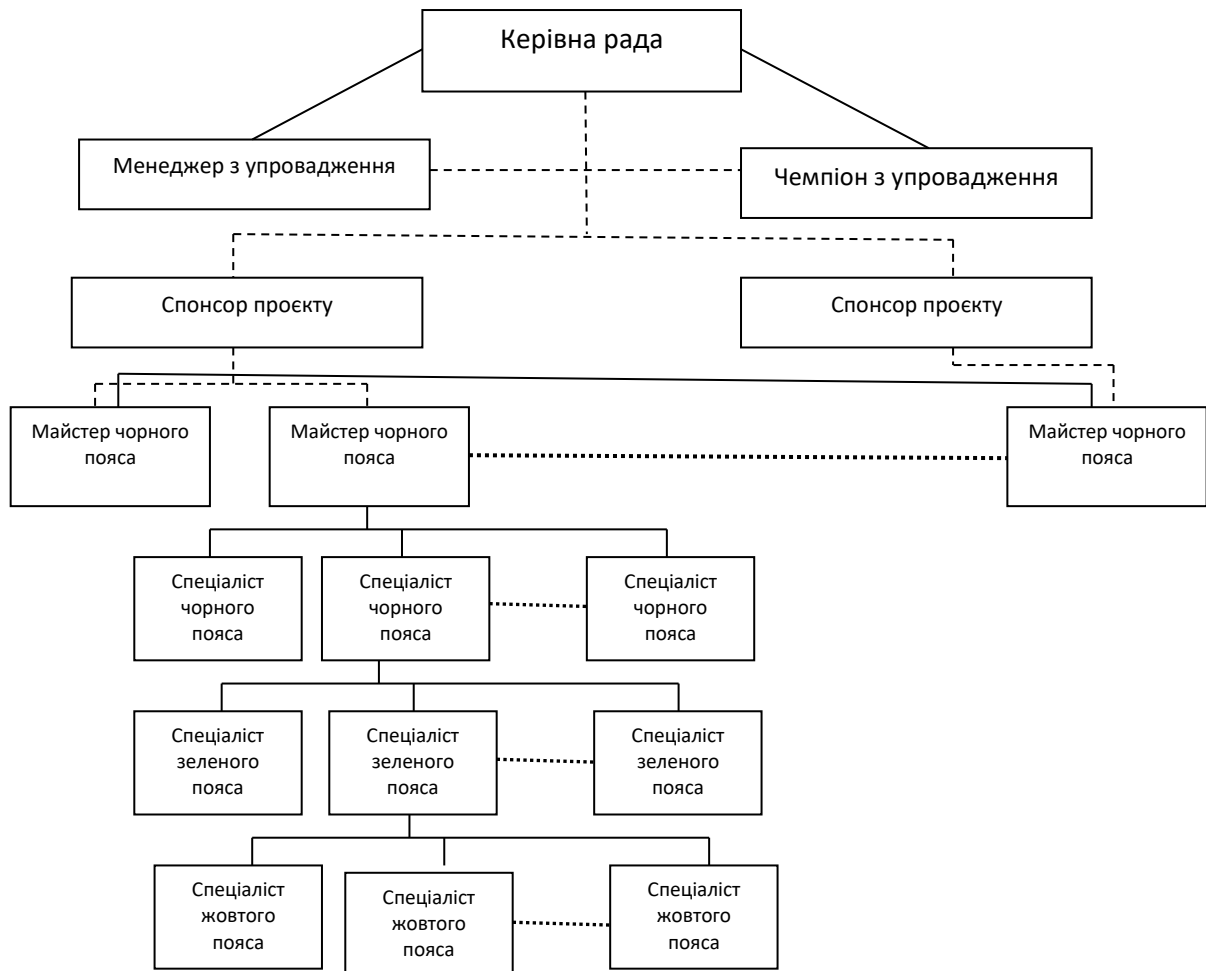 Керівна рада
Менеджер з упровадження
Чемпіон з упровадження
Спонсор проєкту
Спонсор проєкту
Майстер чорного
пояса
Майстер чорного
пояса
Майстер чорного
пояса
Спеціаліст
чорного
пояса
Спеціаліст
чорного
пояса
Спеціаліст
чорного
пояса
Спеціаліст
зеленого
пояса
Спеціаліст
зеленого
пояса
Спеціаліст
зеленого
пояса
Спеціаліст
жовтого
пояса
Спеціаліст
жовтого
пояса
Спеціаліст
жовтого
пояса